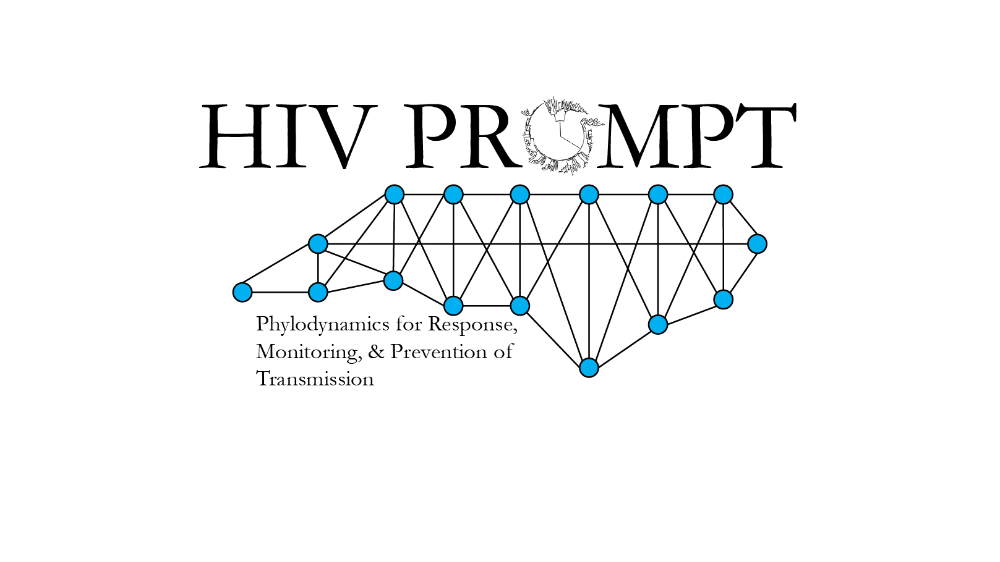 HIV PROMPT
Phylodynamics for Response,
Monitoring, & Prevention of
Transmission